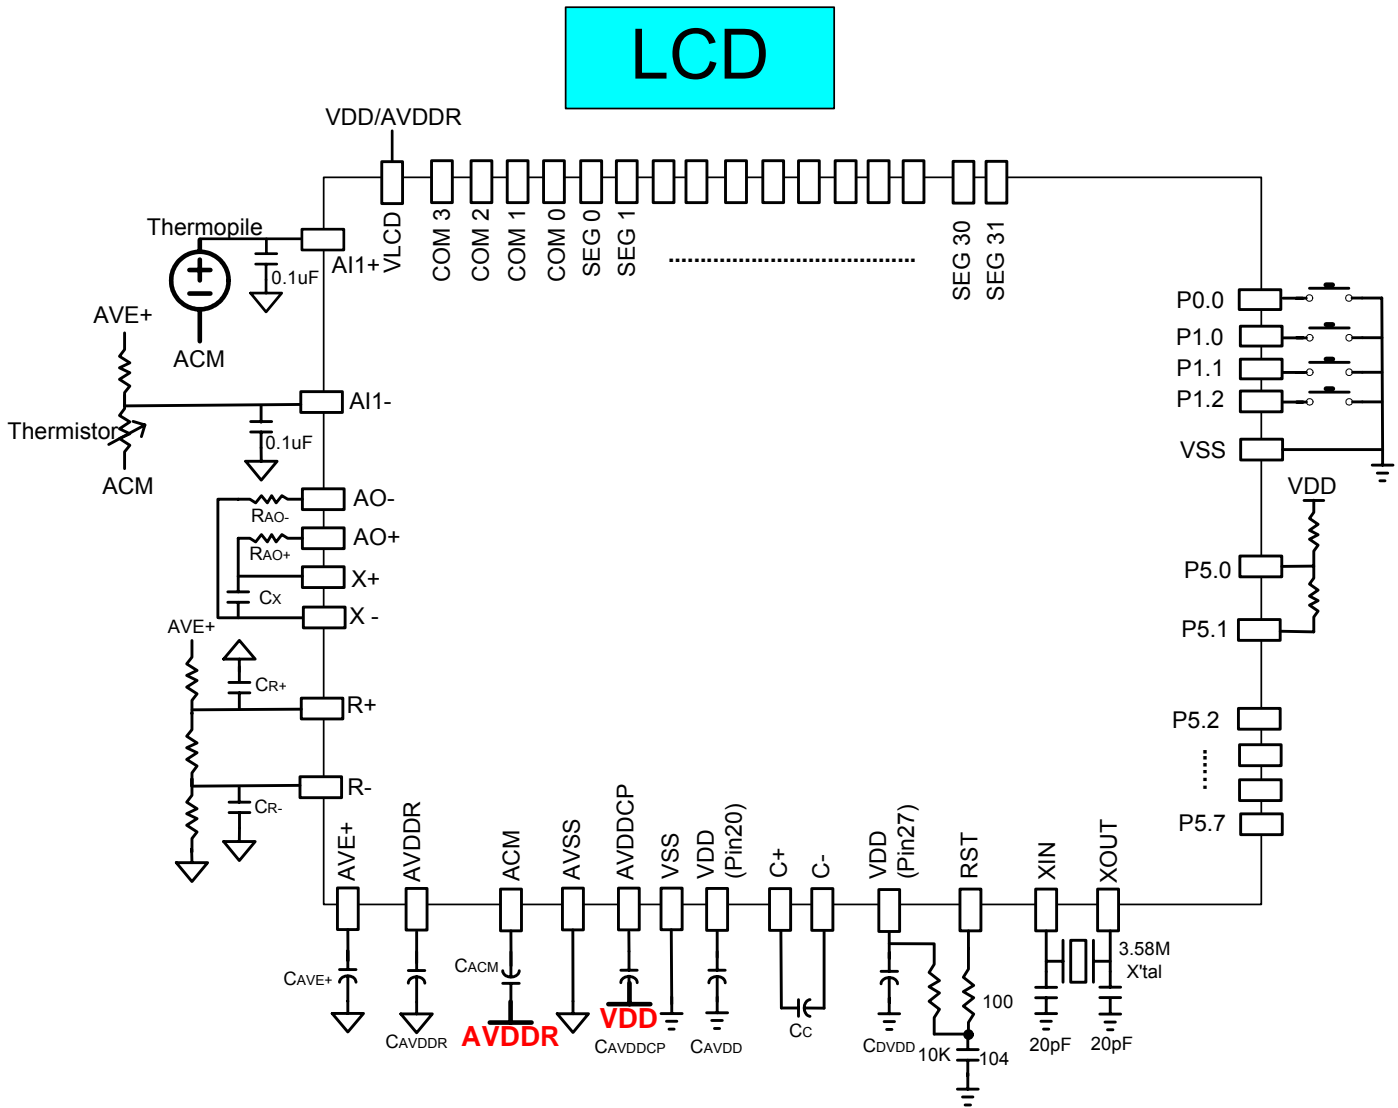 LCD
VDD/AVDDR
VLCD
COM 3
COM 2
COM 1
COM 0
SEG 0
SEG 1
SEG 30
SEG 31
Thermopile
0.1uF
AI1+
ACM
AVE+
AI1-
Thermistor
0.1uF
ACM
AO-
RAO-
AO+
RAO+
X+
CX
X -
AVE+
CR+
R+
R-
CR-
P0.0
P1.0
P1.1
P1.2
VSS
VDD
P5.0
P5.1
P5.2
P5.7
AVE+
AVDDR
ACM
AVSS
AVDDCP
VSS
VDD
(Pin20)
C+
C-
VDD
(Pin27)
RST
XIN
XOUT
CAVE+
CAVDDR
CACM
AVDDR
VDD
CAVDDCP
CAVDD
CC
CDVDD
10K
100
104
3.58M
X'tal
20pF
20pF